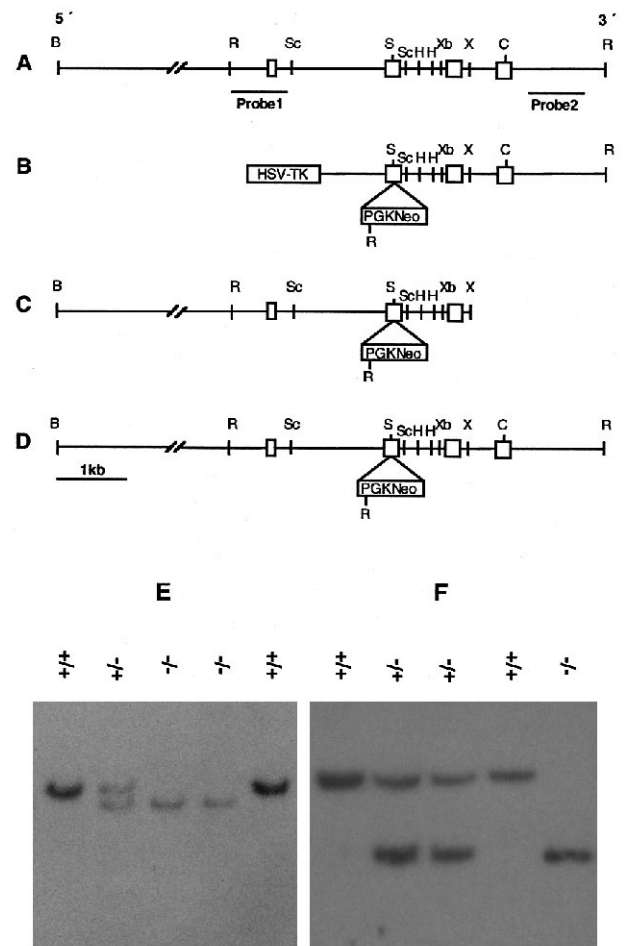 5´ 3´
B R Sc S Sc H H Xb X C R
A
Probe1 Probe2
B
S Sc H H Xb X C R
HSV-TK
PGKNeo
R
B R Sc S Sc H H Xb X
C
PGKNeo
R
B R Sc S Sc H H Xb X C R
D
1kb
PGKNeo
R
E F
+/+ +/- -/- -/- +/+ +/+ +/- +/- +/+ -/-